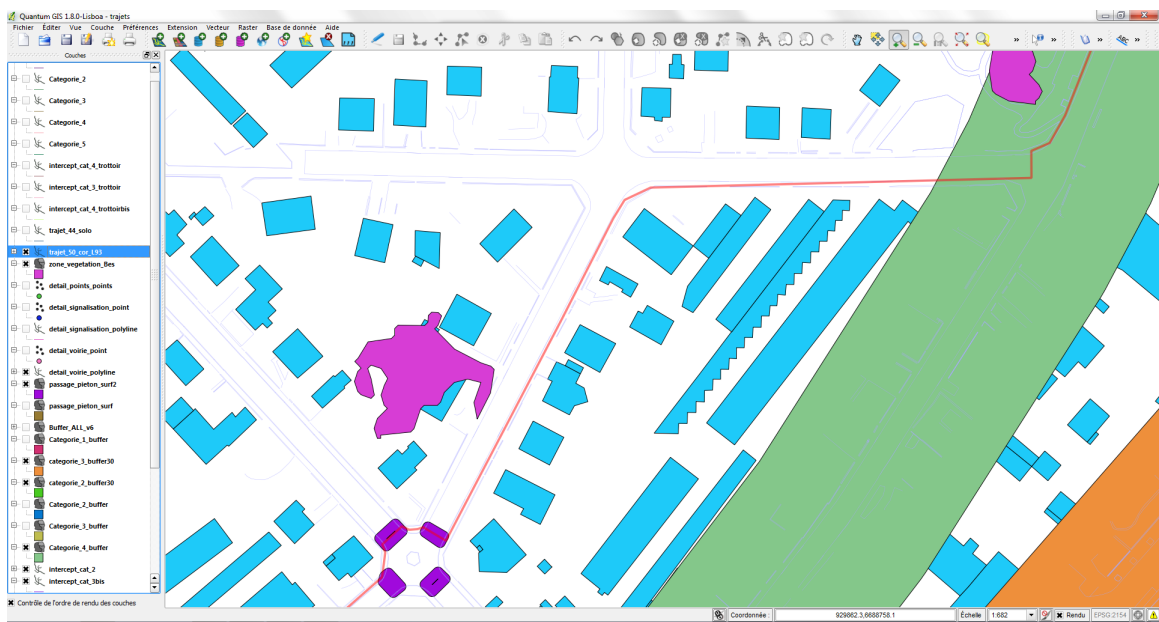 Quantum GIS 1.8.0-Lisboa - trajets
Fichier Éditer Vue Couche Préférences Extension Vecteur Raster Base de donnée Aide
Couches
Categorie_2
Categorie_3
Categorie_4
Categorie_5
intercept_cat_4_trottoir
intercept_cat_3_trottoir
intercept_cat_4_trottoirbis
trajet_44_solo
trajet_50_cor_L93
zone_vegetation_Bes
detail_points_points
detail_signalisation_point
detail_signalisation_polyline
detail_voirie_point
detail_voirie_polyline
passage_pieton_surf2
passage_pieton_surf
Buffer_ALL_v6
Categorie_1_buffer
categorie_3_buffer30
categorie_2_buffer30
Categorie_2_buffer
Categorie_3_buffer
Categorie_4_buffer
intercept_cat_2
intercept_cat_3bis
Contrôle de l'ordre de rendu des couches
Coordonnée : 929862.3,6688758.1 Échelle 1:682 Rendu EPSG:2154